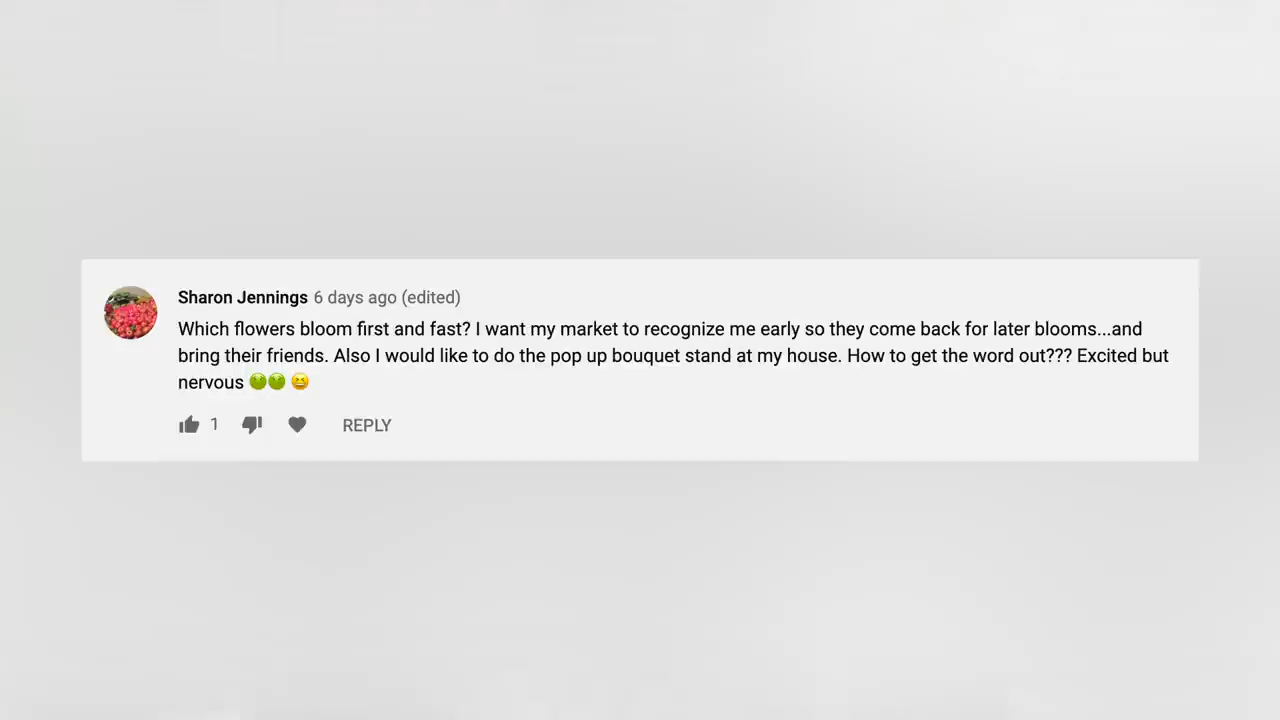 Sharon Jennings 6 days ago (edited)
Which flowers bloom first and fast? I want my market to recognize me early so they come back for later blooms...and
bring their friends. Also I would like to do the pop up bouquet stand at my house. How to get the word out??? Excited but
nervous 🤢🤢 😆
1 REPLY